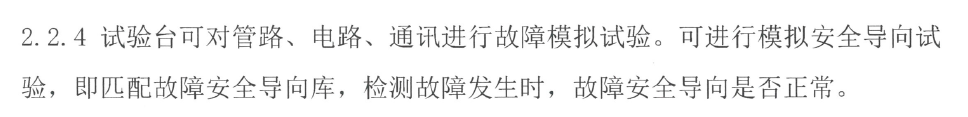 2.2.4 试验台可对管路、电路、通讯进行故障模拟试验。可进行模拟安全导向试
验，即匹配故障安全导向库，检测故障发生时，故障安全导向是否正常。